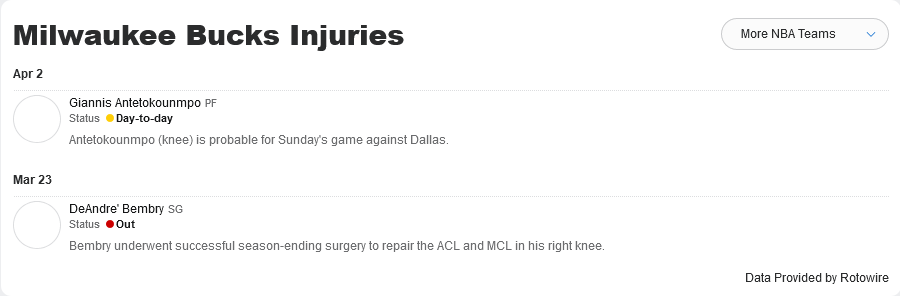 Milwaukee Bucks Injuries
More NBA Teams
Apr 2
Giannis Antetokounmpo PF
Status Day-to-day
Antetokounmpo (knee) is probable for Sunday's game against Dallas.
Mar 23
DeAndre' Bembry SG
Status Out
Bembry underwent successful season-ending surgery to repair the ACL and MCL in his right knee.
Data Provided by Rotowire